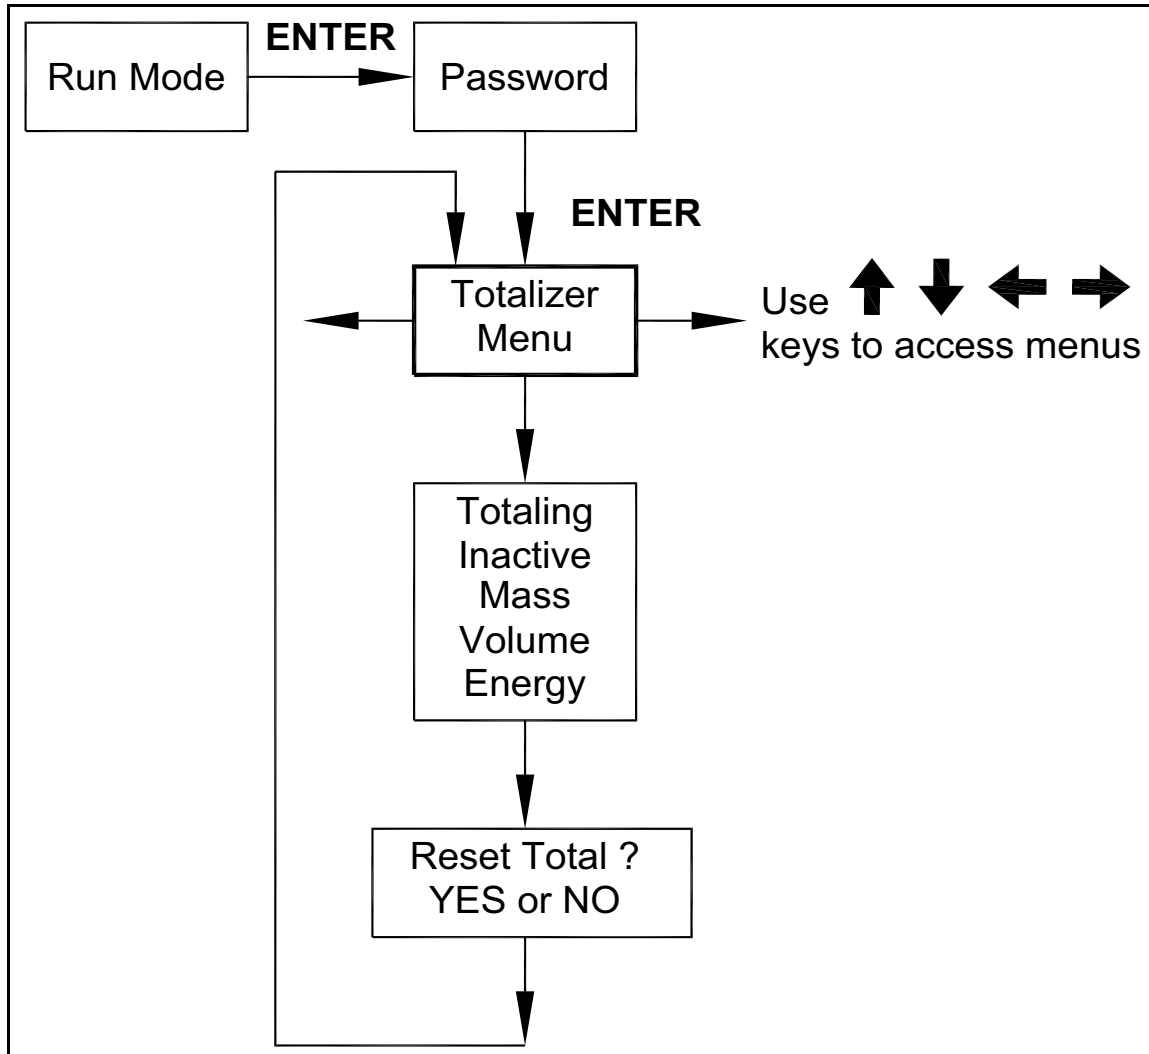 ENTER
Run Mode
Password
ENTER
Totalizer
Menu
Use
keys to access menus
Totaling
Inactive
Mass
Volume
Energy
Reset Total ?
YES or NO